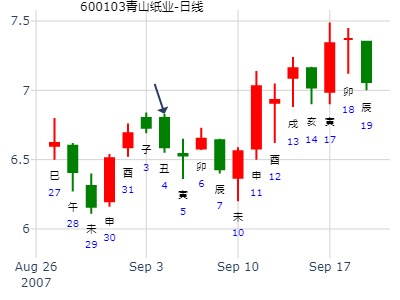 600103青山纸业-日线
7.5
7
6.5
6
巳
27
午
28
未
29
申
30
酉
31
子
3
丑
4
寅
5
卯
6
辰
7
未
10
申
11
酉
12
戌
13
亥
14
寅
17
卯
18
辰
19
Aug 26
2007
Sep 3
Sep 10
Sep 17